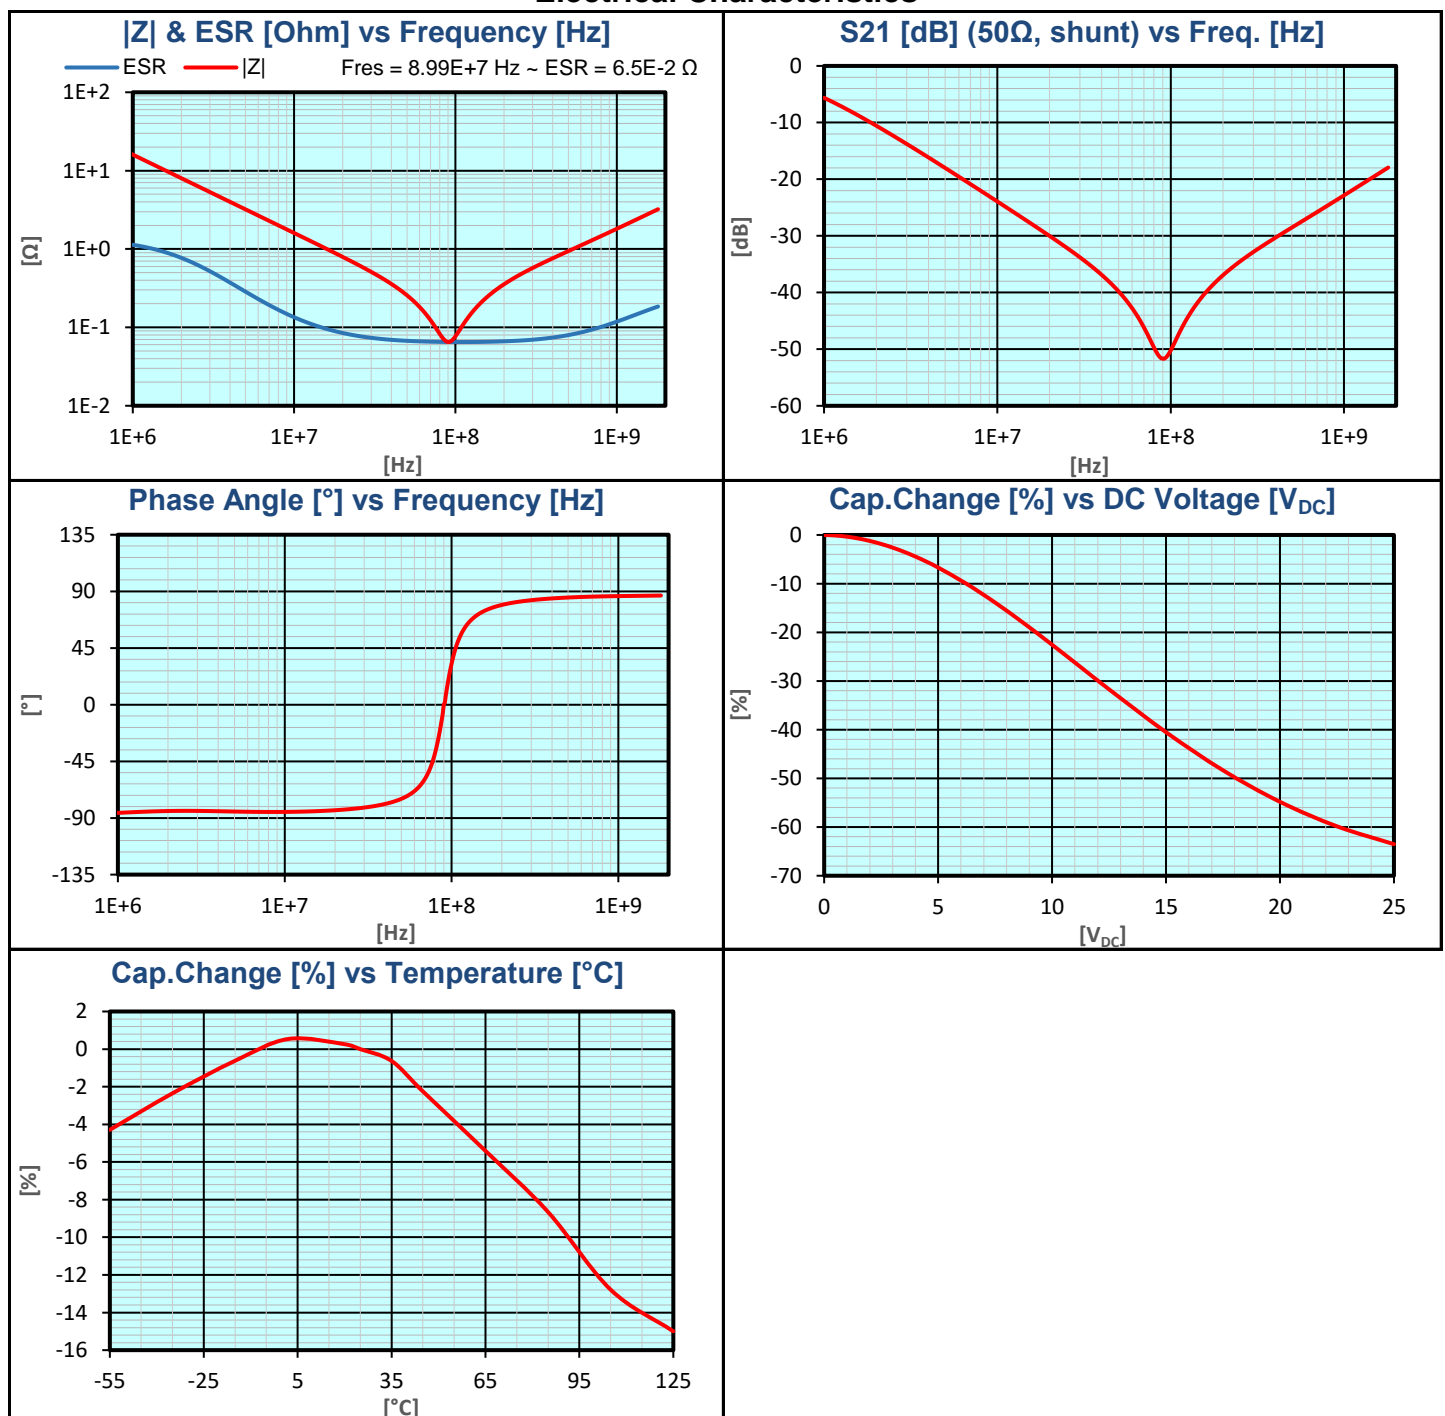 Electrical Characteristics
|Z| & ESR [Ohm] vs Frequency [Hz]
ESR |Z| Fres = 8.99E+7 Hz ~ ESR = 6.5E-2 Ω
1E+2
1E+1
1E+0
1E-1
1E-2
[Ω]
1E+6 1E+7 1E+8 1E+9
[Hz]
S21 [dB] (50Ω, shunt) vs Freq. [Hz]
0
-10
-20
-30
-40
-50
-60
[dB]
1E+6 1E+7 1E+8 1E+9
[Hz]
Phase Angle [°] vs Frequency [Hz]
135
90
45
0
-45
-90
-135
[°]
1E+6 1E+7 1E+8 1E+9
[Hz]
Cap.Change [%] vs DC Voltage [VDC]
0
-10
-20
-30
-40
-50
-60
-70
[%]
0 5 10 15 20 25
[VDC]
Cap.Change [%] vs Temperature [°C]
2
0
-2
-4
-6
-8
-10
-12
-14
-16
[%]
-55 -25 5 35 65 95 125
[°C]